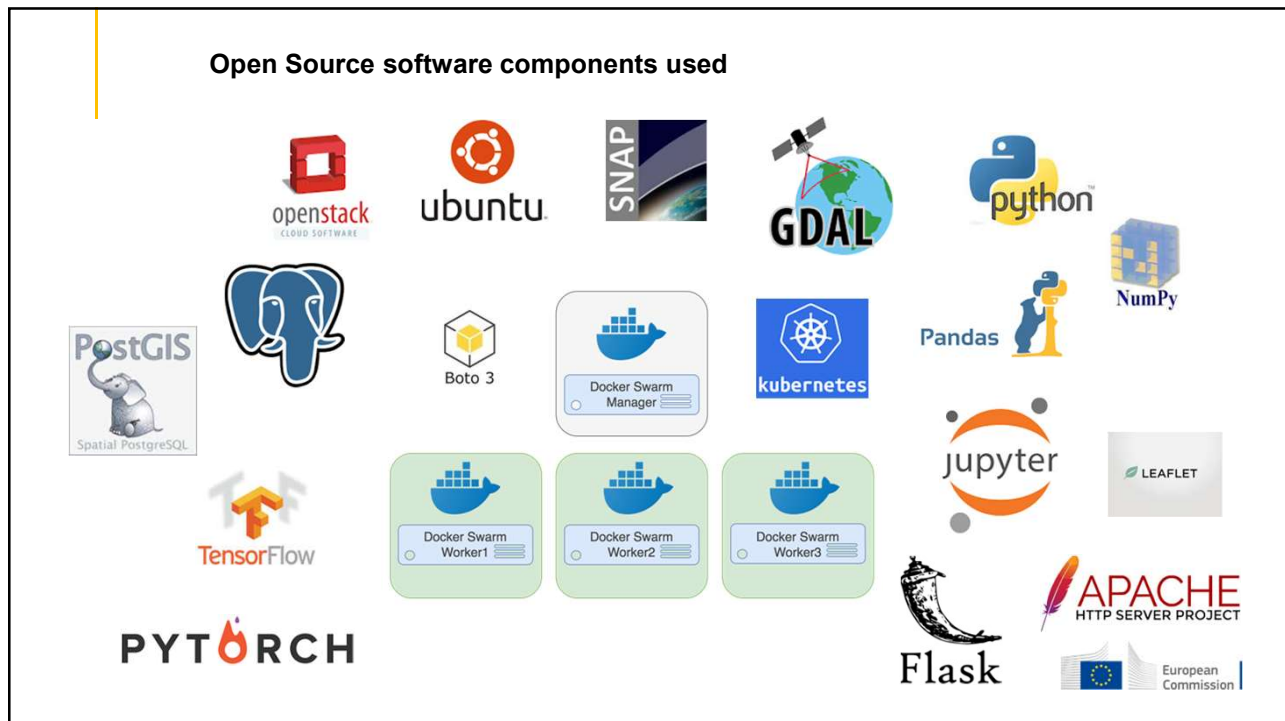 Open Source software components used
openstack
CLOUD SOFTWARE
ubuntu
SNAP
GDAL
python™
NumPy
PostGIS
Spatial PostgreSQL
Boto 3
Docker Swarm
Manager
kubernetes
Pandas
jupyter
LEAFLET
TF
TensorFlow
Docker Swarm
Worker1
Docker Swarm
Worker2
Docker Swarm
Worker3
PYTORCH
Flask
APACHE
HTTP SERVER PROJECT
European
Commission